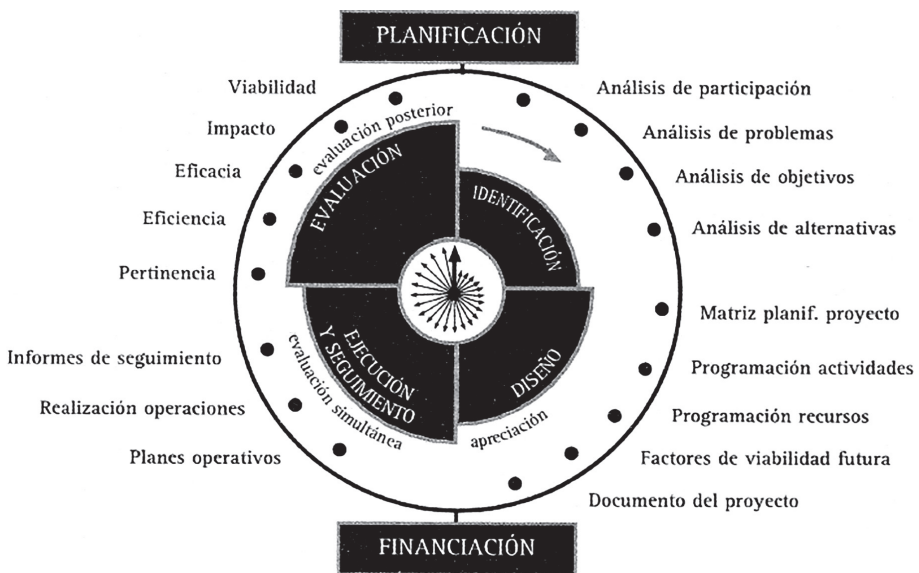 PLANIFICACIÓN
Viabilidad
Impacto
Eficacia
Eficiencia
Pertinencia
Informes de seguimiento
Realización operaciones
Planes operativos
Análisis de participación
Análisis de problemas
Análisis de objetivos
Análisis de alternativas
Matriz planif. proyecto
Programación actividades
Programación recursos
Factores de viabilidad futura
Documento del proyecto
evaluación posterior
EVALUACIÓN
IDENTIFICACIÓN
DISEÑO
apreciación
EJECUCIÓN
Y SEGUIMIENTO
evaluación simultánea
FINANCIACIÓN